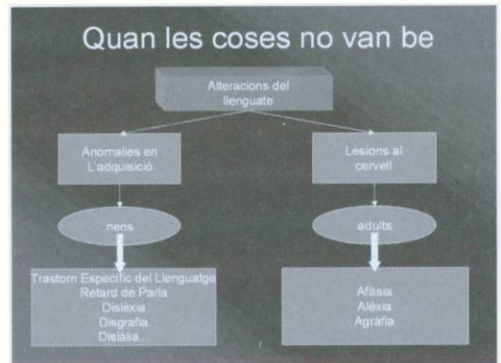 Quan les coses no van be
Alteracions del
llenguate
Anomalies en
L'adquisició
Lesions al
cervell
nens
adults
Trastorn Específic del Llenguatge
Retard de Parla
Dislèxia
Disgrafia
Dislàlia...
Afàsia
Alèxia
Agràfia